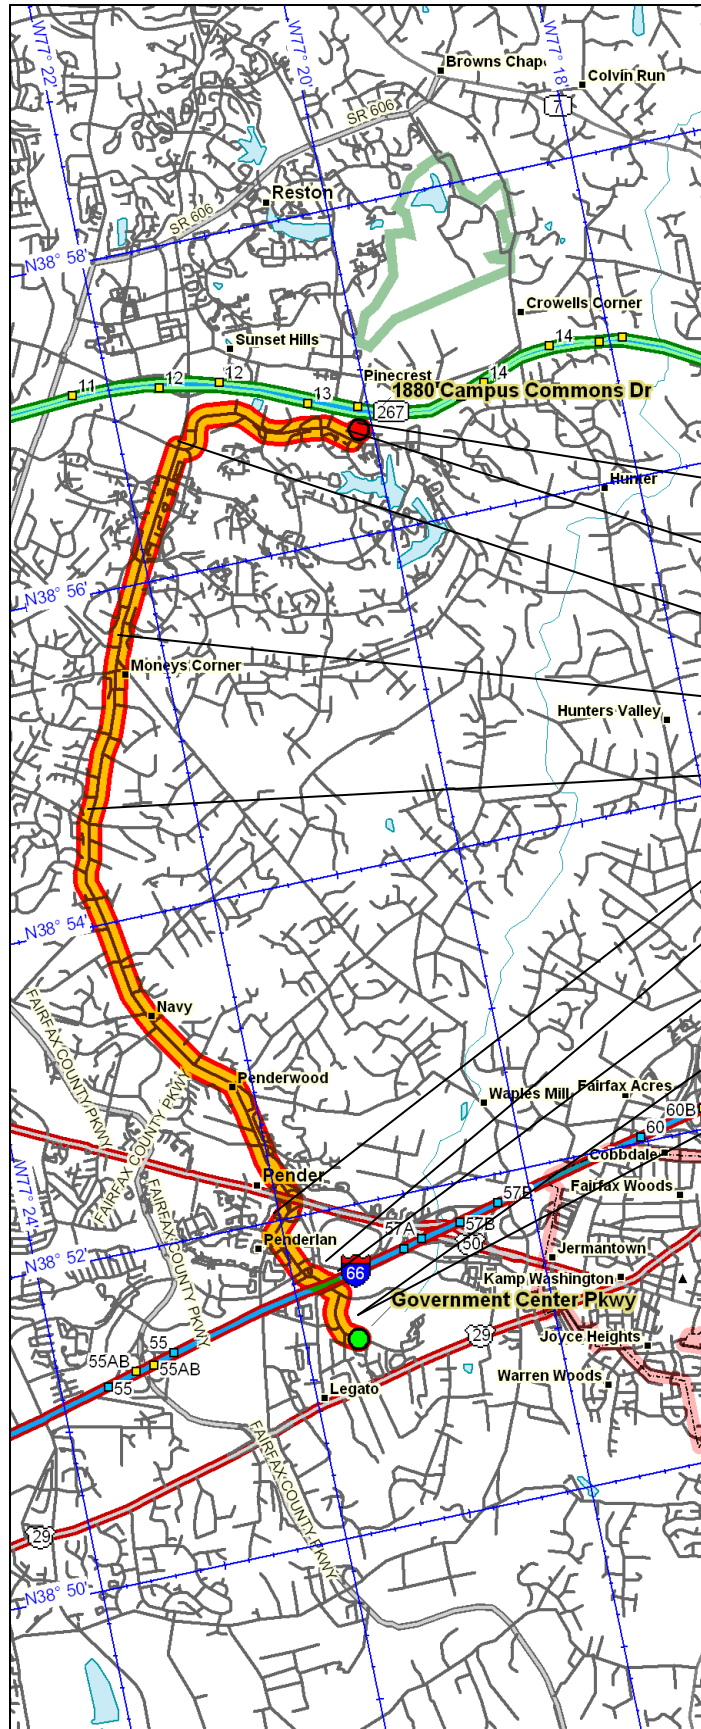 W77° 22'
W77° 20'
W77° 18'
Browns Chap
Colvin Run
7
SR 606
Reston
SR 606
N38° 58'
Crowells Corner
Sunset Hills
14
Pinecrest
14
12
12
11
13
1880 Campus Commons Dr
267
Hunter
N38° 56'
Moneys Corner
Hunters Valley
N38° 54'
FAIRFAX COUNTY PKWY
Navy
Penderwood
Fairfax Acres
Waples Mill
60B
60
FAIRFAX COUNTY PKWY
Cobbdale
W77° 24'
Pender
Fairfax Woods
57B
FAIRFAX COUNTY PKWY
57A
57B
Penderlan
50
Jermantown
N38° 52'
66
Kamp Washington
Government Center Pkwy
29
Joyce Heights
55
55AB
55AB
55
Legato
Warren Woods
FAIRFAX COUNTY PKWY
29
N38° 50'